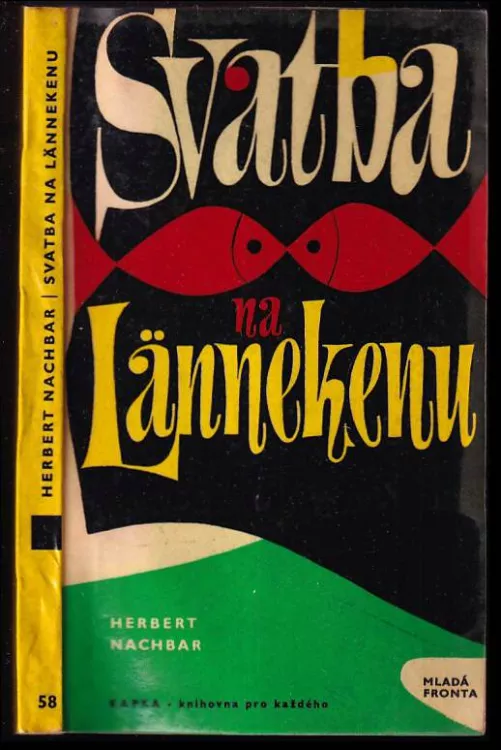 HERBERT NACHBAR | SVATBA NA LÄNNEKENU
58
Svatba
na
Lännekenu
HERBERT
NACHBAR
KAPKA • knihovna pro každého
MLADÁ
FRONTA